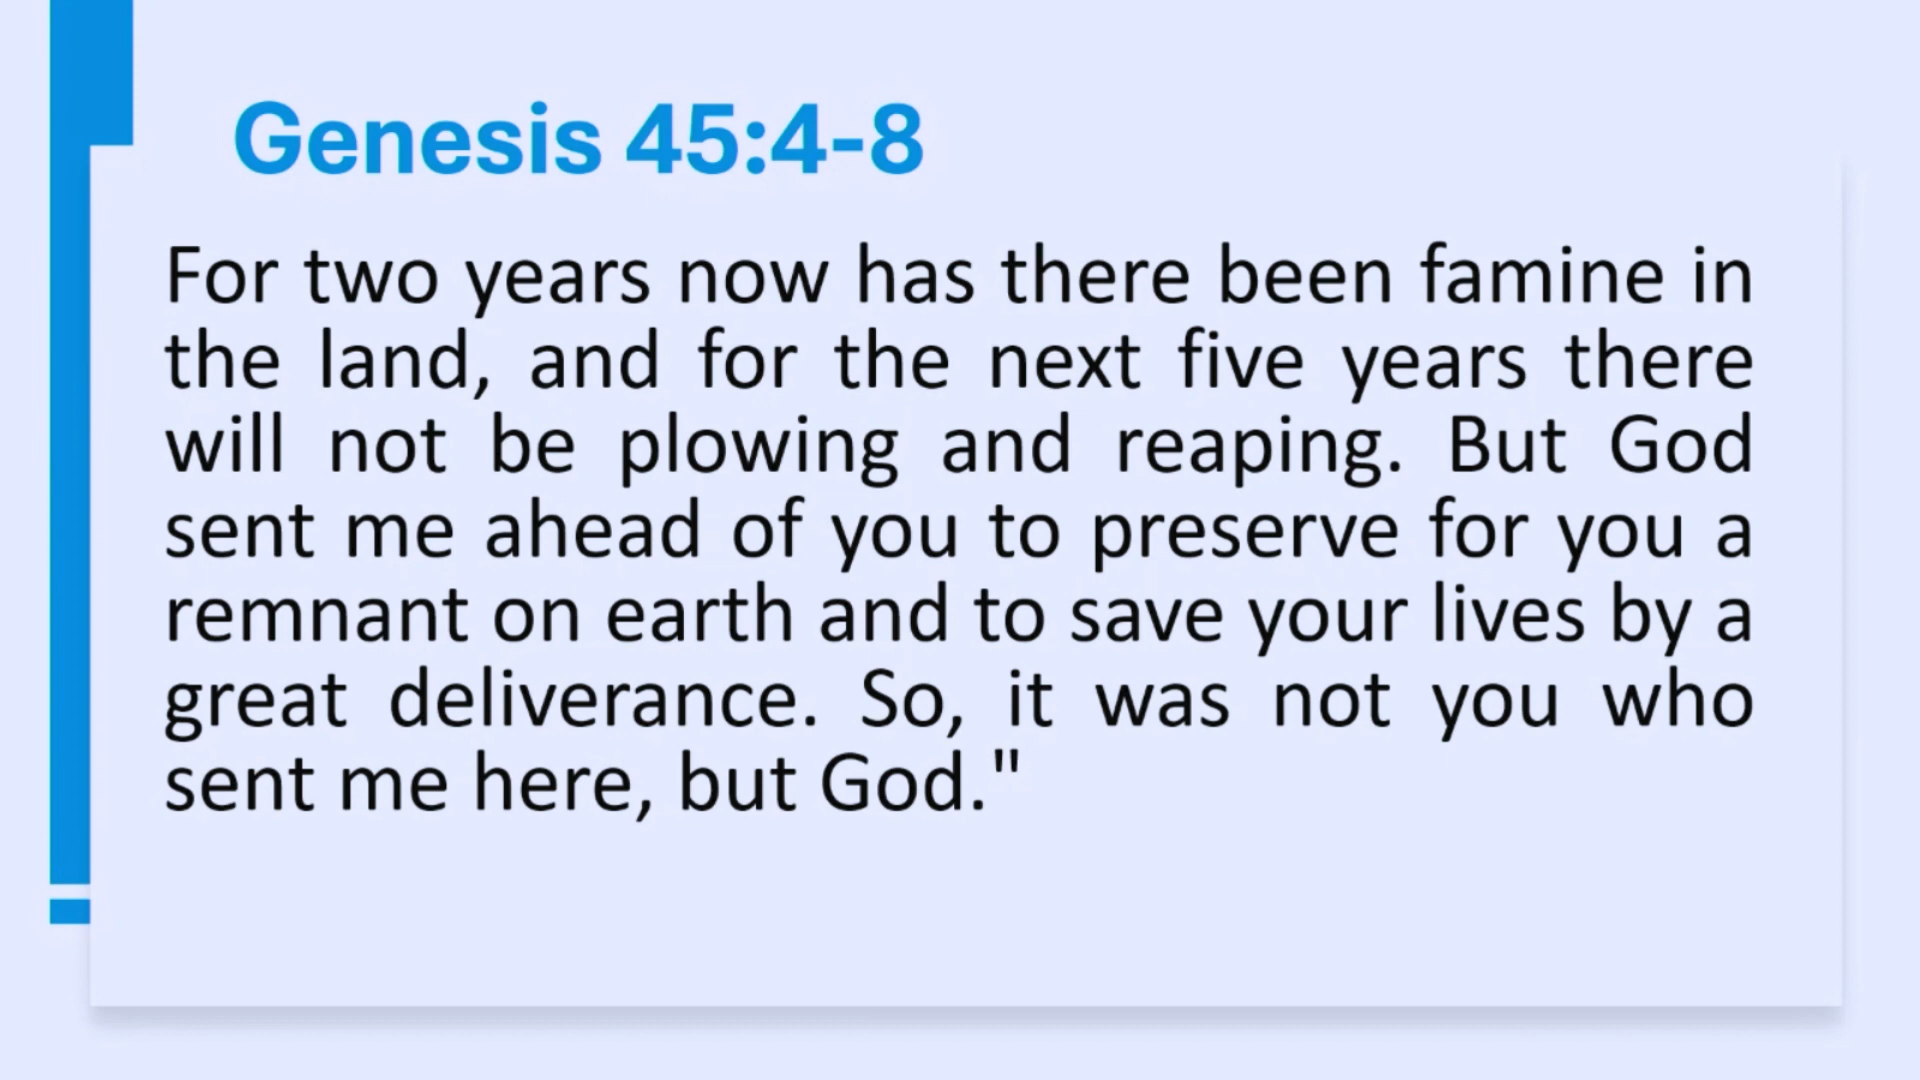 Genesis 45:4-8
For two years now has there been famine in
the land, and for the next five years there
will not be plowing and reaping. But God
sent me ahead of you to preserve for you a
remnant on earth and to save your lives by a
great deliverance. So, it was not you who
sent me here, but God."